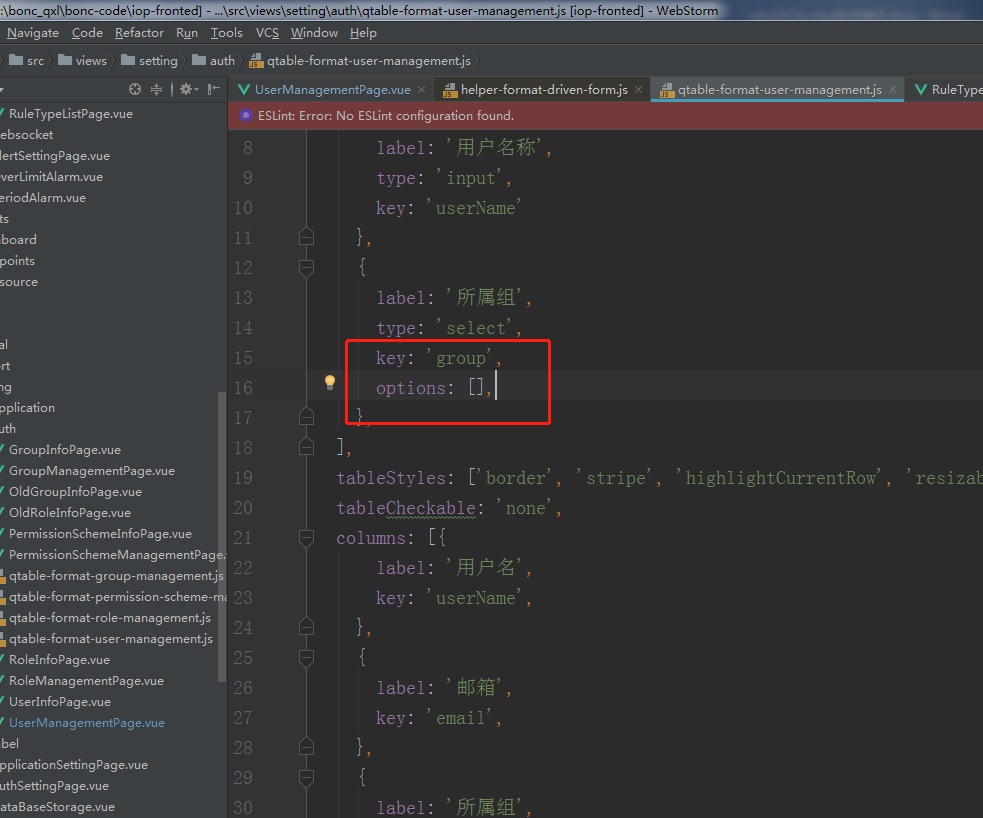 :\bonc_qxl\bonc-code\iop-fronted] - ...\src\views\setting\auth\qtable-format-user-management.js [iop-fronted] - WebStorm
Navigate Code Refactor Run Tools VCS Window Help
src views setting auth qtable-format-user-management.js
UserManagementPage.vue helper-format-driven-form.js qtable-format-user-management.js RuleType
ESLint: Error: No ESLint configuration found.
RuleTypeListPage.vue
ebsocket
lertSettingPage.vue
verLimitAlarm.vue
eriodAlarm.vue
ts
board
points
source
al
rt
ng
pplication
uth
GroupInfoPage.vue
GroupManagementPage.vue
OldGroupInfoPage.vue
OldRoleInfoPage.vue
PermissionSchemeInfoPage.vue
PermissionSchemeManagementPage.
qtable-format-group-management.js
qtable-format-permission-scheme-ma
qtable-format-role-management.js
qtable-format-user-management.js
RoleInfoPage.vue
RoleManagementPage.vue
UserInfoPage.vue
UserManagementPage.vue
bel
pplicationSettingPage.vue
uthSettingPage.vue
ataBaseStorage.vue
8 label: '用户名称',
9 type: 'input',
10 key: 'userName'
11 },
12 {
13 label: '所属组',
14 type: 'select',
15 key: 'group',
16 options: [],
17 },
18 ],
19 tableStyles: ['border', 'stripe', 'highlightCurrentRow', 'resizab
20 tableCheckable: 'none',
21 columns: [{
22 label: '用户名',
23 key: 'userName',
24 },
25 {
26 label: '邮箱',
27 key: 'email',
28 },
29 {
30 label: '所属组',